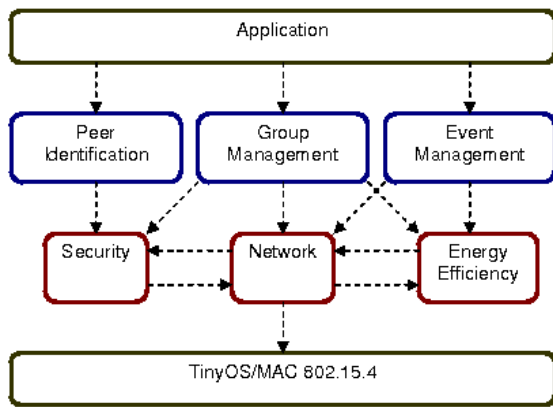 Application
Peer
Identification
Group
Management
Event
Management
Security
Network
Energy
Efficiency
TinyOS/MAC 802.15.4